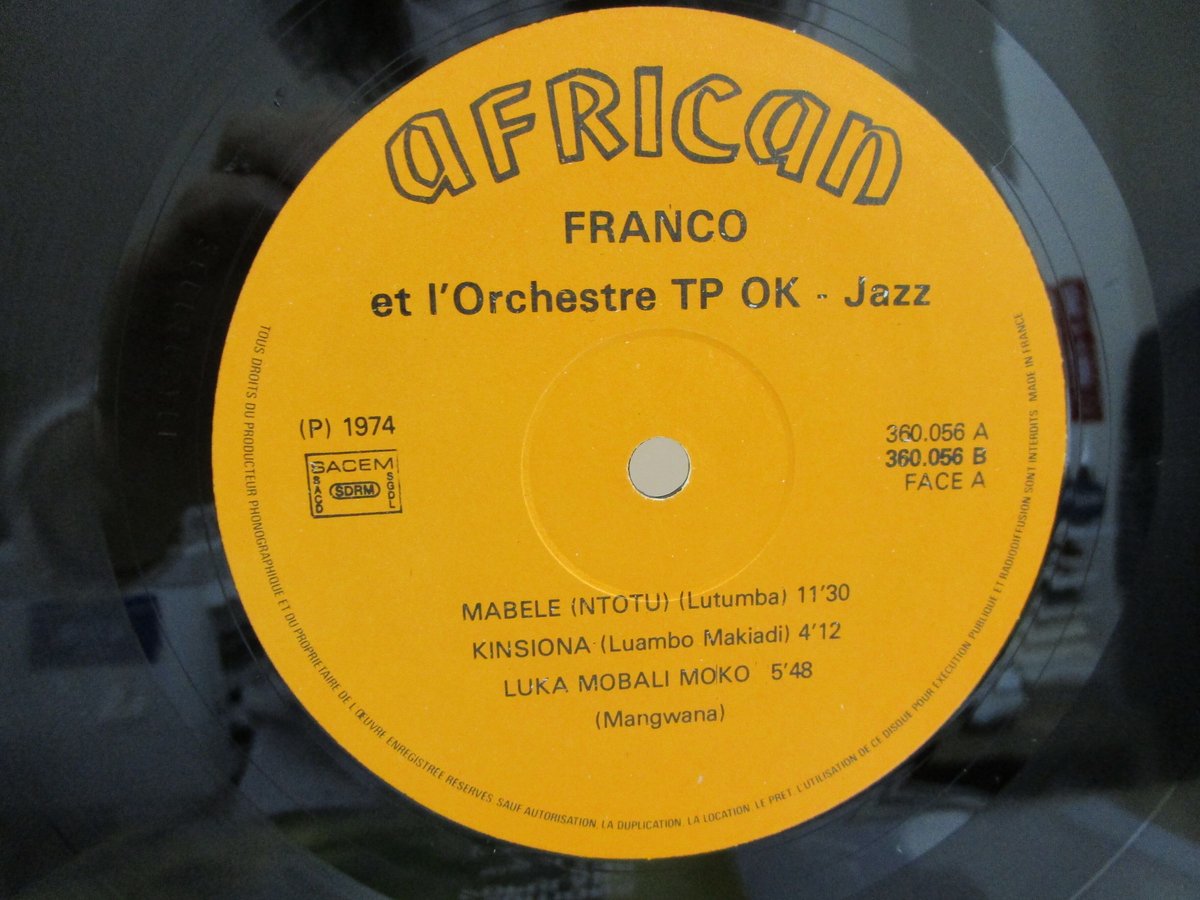 aFRICan
FRANCO
et l'Orchestre TP OK - Jazz
(P) 1974
SACEM
SACD
SDRM
SGDL
360.056 A
360.056 B
FACE A
MABELE (NTOTU) (Lutumba) 11'30
KINSIONA (Luambo Makiadi) 4'12
LUKA MOBALI MOKO 5'48
(Mangwana)
TOUS DROITS DU PRODUCTEUR PHONOGRAPHIQUE ET DU PROPRIETAIRE DE L'ŒUVRE ENREGISTREE RESERVES. SAUF AUTORISATION, LA DUPLICATION, LA LOCATION, LE PRET, L'UTILISATION DE CE DISQUE POUR EXECUTION PUBLIQUE ET RADIODIFFUSION SONT INTERDITS MADE IN FRANCE